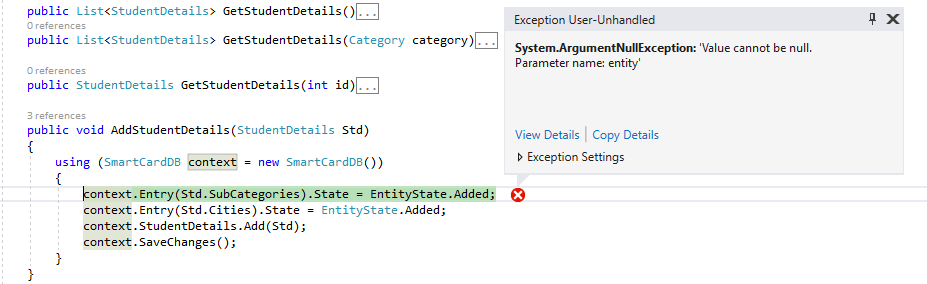 public List<StudentDetails> GetStudentDetails()...
0 references
public List<StudentDetails> GetStudentDetails(Category category)...
0 references
public StudentDetails GetStudentDetails(int id)...
3 references
public void AddStudentDetails(StudentDetails Std)
{
using (SmartCardDB context = new SmartCardDB())
{
context.Entry(Std.SubCategories).State = EntityState.Added;
context.Entry(Std.Cities).State = EntityState.Added;
context.StudentDetails.Add(Std);
context.SaveChanges();
}
}
Exception User-Unhandled
System.ArgumentNullException: 'Value cannot be null.
Parameter name: entity'
View Details | Copy Details
Exception Settings